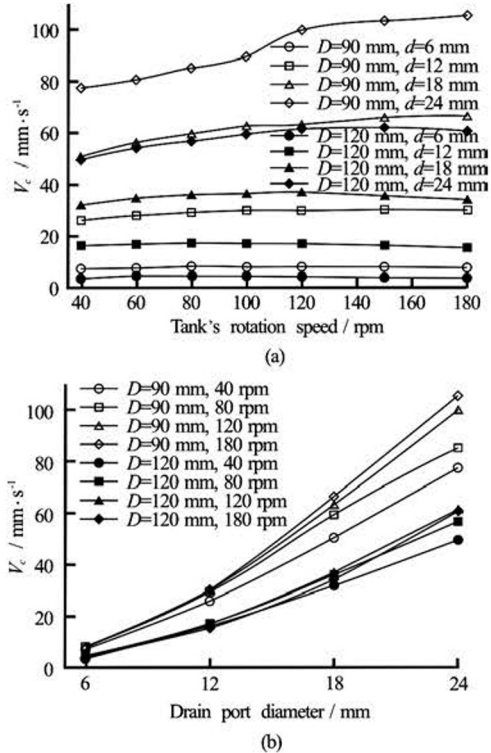 100
80
60
40
20
0
V_c / mm·s⁻¹
D=90 mm, d=6 mm
D=90 mm, d=12 mm
D=90 mm, d=18 mm
D=90 mm, d=24 mm
D=120 mm, d=6 mm
D=120 mm, d=12 mm
D=120 mm, d=18 mm
D=120 mm, d=24 mm
40 60 80 100 120 140 160 180
Tank's rotation speed / rpm
(a)
100
80
60
40
20
0
V_c / mm·s⁻¹
D=90 mm, 40 rpm
D=90 mm, 80 rpm
D=90 mm, 120 rpm
D=90 mm, 180 rpm
D=120 mm, 40 rpm
D=120 mm, 80 rpm
D=120 mm, 120 rpm
D=120 mm, 180 rpm
6 12 18 24
Drain port diameter / mm
(b)